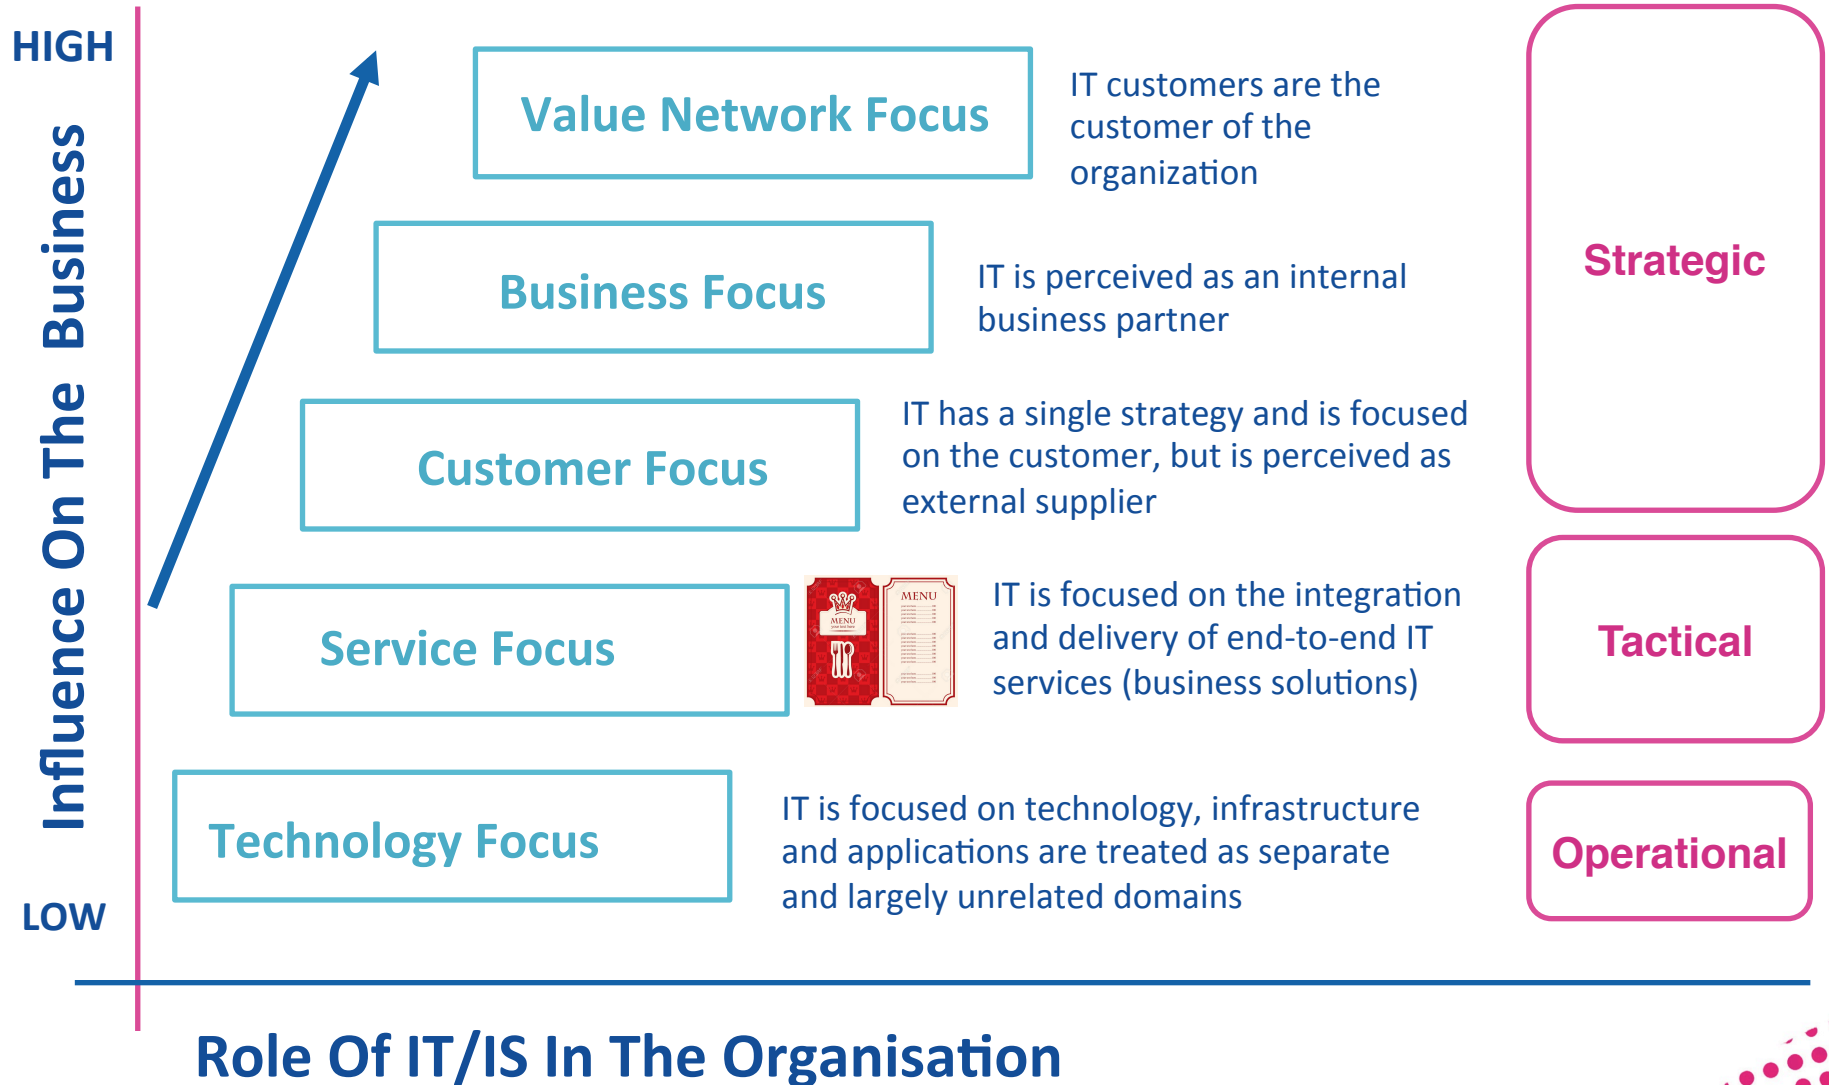 HIGH
Influence On The Business
LOW
Value Network Focus
IT customers are the
customer of the
organization
Business Focus
IT is perceived as an internal
business partner
Customer Focus
IT has a single strategy and is focused
on the customer, but is perceived as
external supplier
Strategic
Service Focus
MENU
your text here
MENU
IT is focused on the integration
and delivery of end-to-end IT
services (business solutions)
Tactical
Technology Focus
IT is focused on technology, infrastructure
and applications are treated as separate
and largely unrelated domains
Operational
Role Of IT/IS In The Organisation